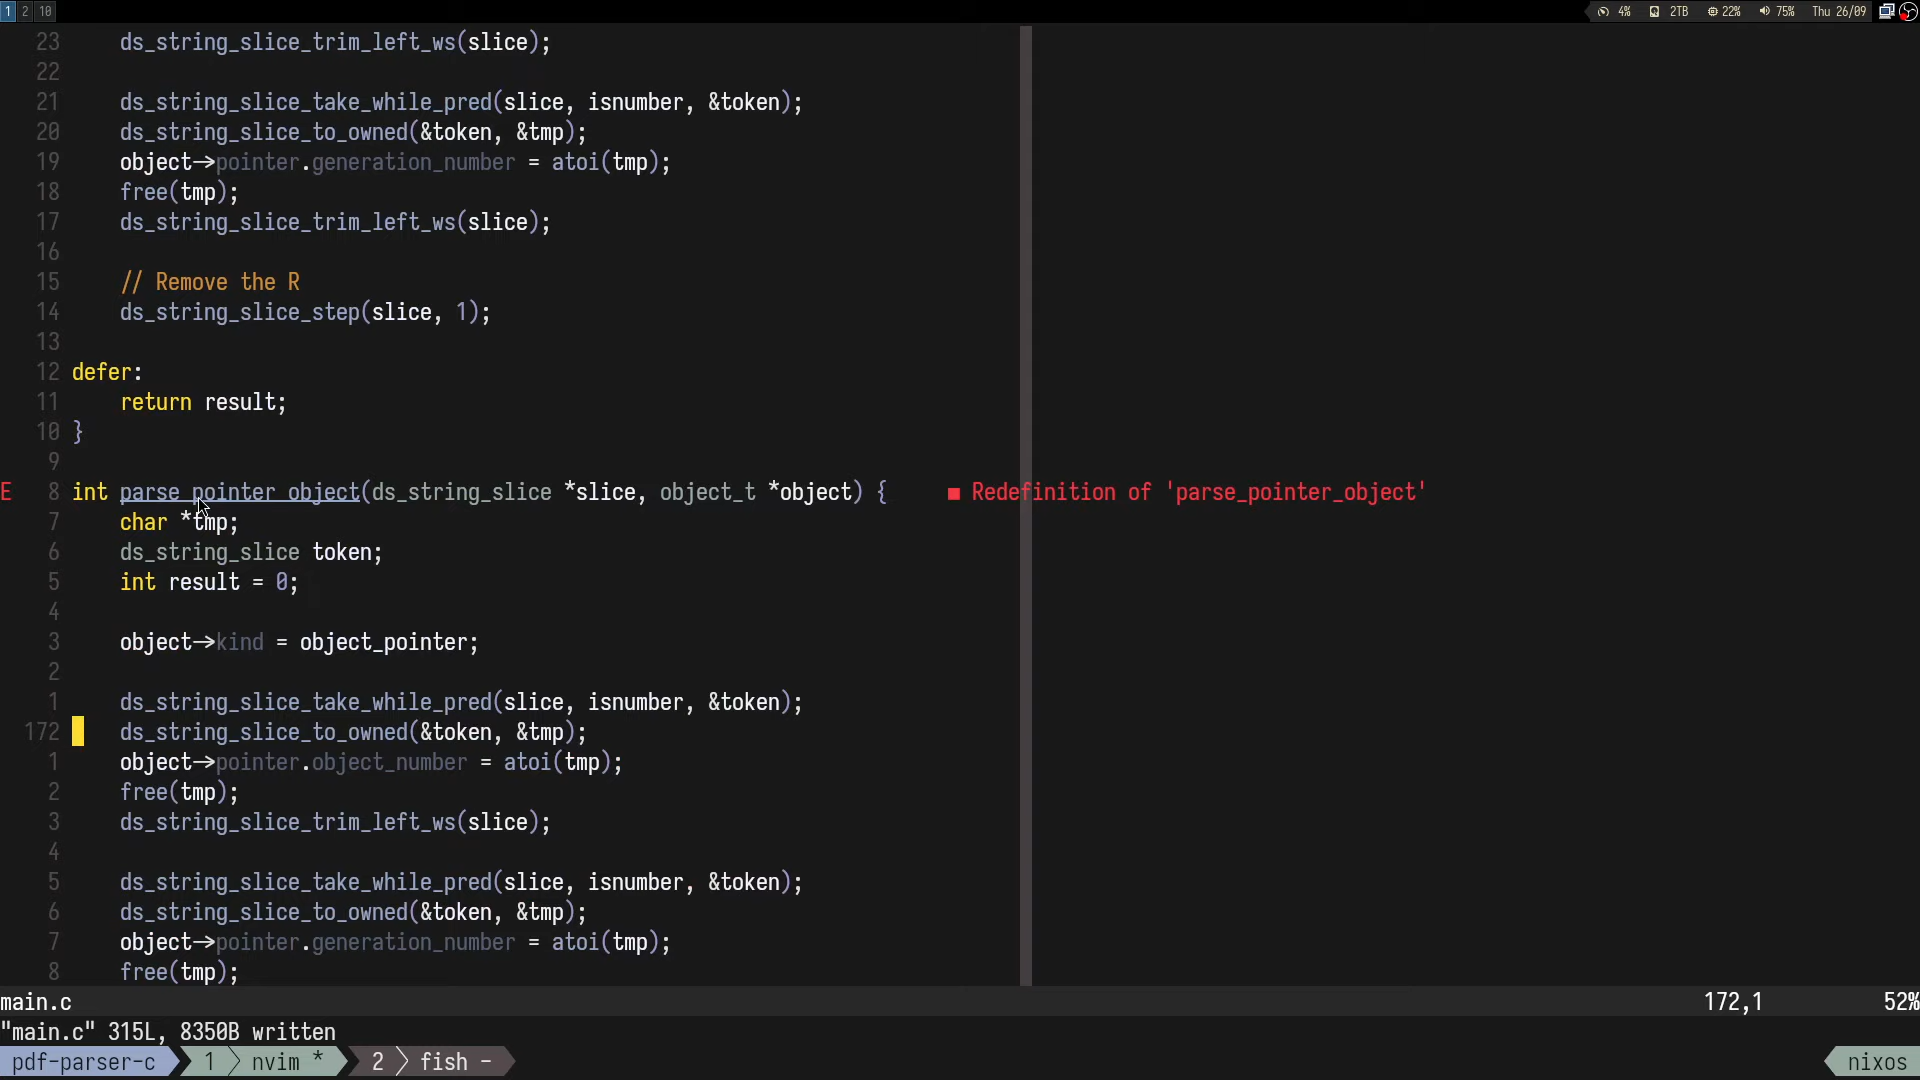 1 2 10 4% 2TB 22% 75% Thu 26/09
23 ds_string_slice_trim_left_ws(slice);
22
21 ds_string_slice_take_while_pred(slice, isnumber, &token);
20 ds_string_slice_to_owned(&token, &tmp);
19 object->pointer.generation_number = atoi(tmp);
18 free(tmp);
17 ds_string_slice_trim_left_ws(slice);
16
15 // Remove the R
14 ds_string_slice_step(slice, 1);
13
12 defer:
11 return result;
10 }
9
E 8 int parse_pointer_object(ds_string_slice *slice, object_t *object) { ■ Redefinition of 'parse_pointer_object'
7 char *tmp;
6 ds_string_slice token;
5 int result = 0;
4
3 object->kind = object_pointer;
2
1 ds_string_slice_take_while_pred(slice, isnumber, &token);
172 ds_string_slice_to_owned(&token, &tmp);
1 object->pointer.object_number = atoi(tmp);
2 free(tmp);
3 ds_string_slice_trim_left_ws(slice);
4
5 ds_string_slice_take_while_pred(slice, isnumber, &token);
6 ds_string_slice_to_owned(&token, &tmp);
7 object->pointer.generation_number = atoi(tmp);
8 free(tmp);
main.c 172,1 52%
"main.c" 315L, 8350B written
pdf-parser-c 1 nvim * 2 fish - nixos